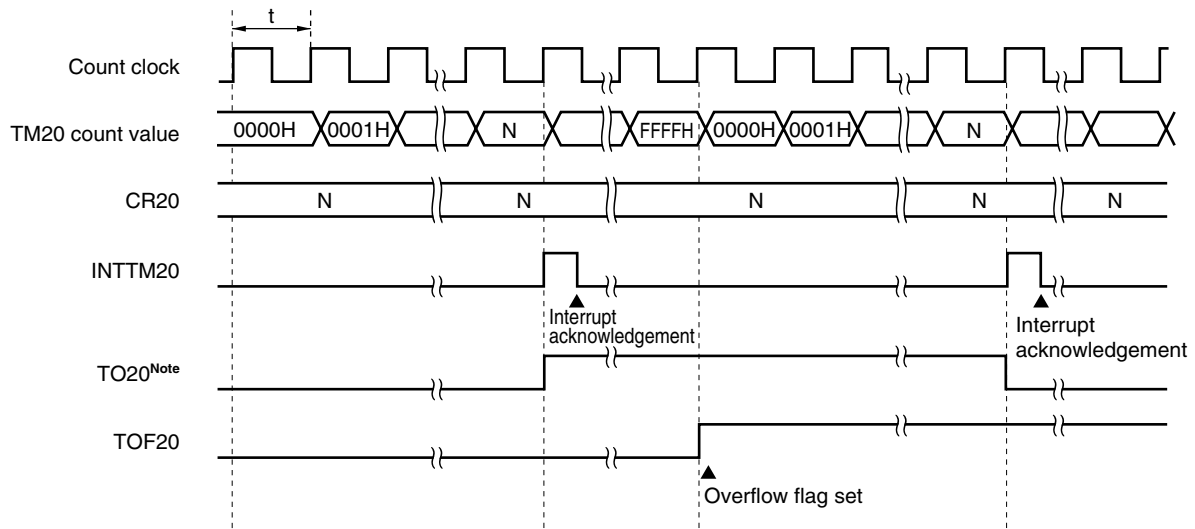 t
Count clock
TM20 count value 0000H 0001H N FFFFH 0000H 0001H N
CR20 N N N N N
INTTM20
Interrupt
acknowledgement
Interrupt
acknowledgement
TO20Note
TOF20
Overflow flag set